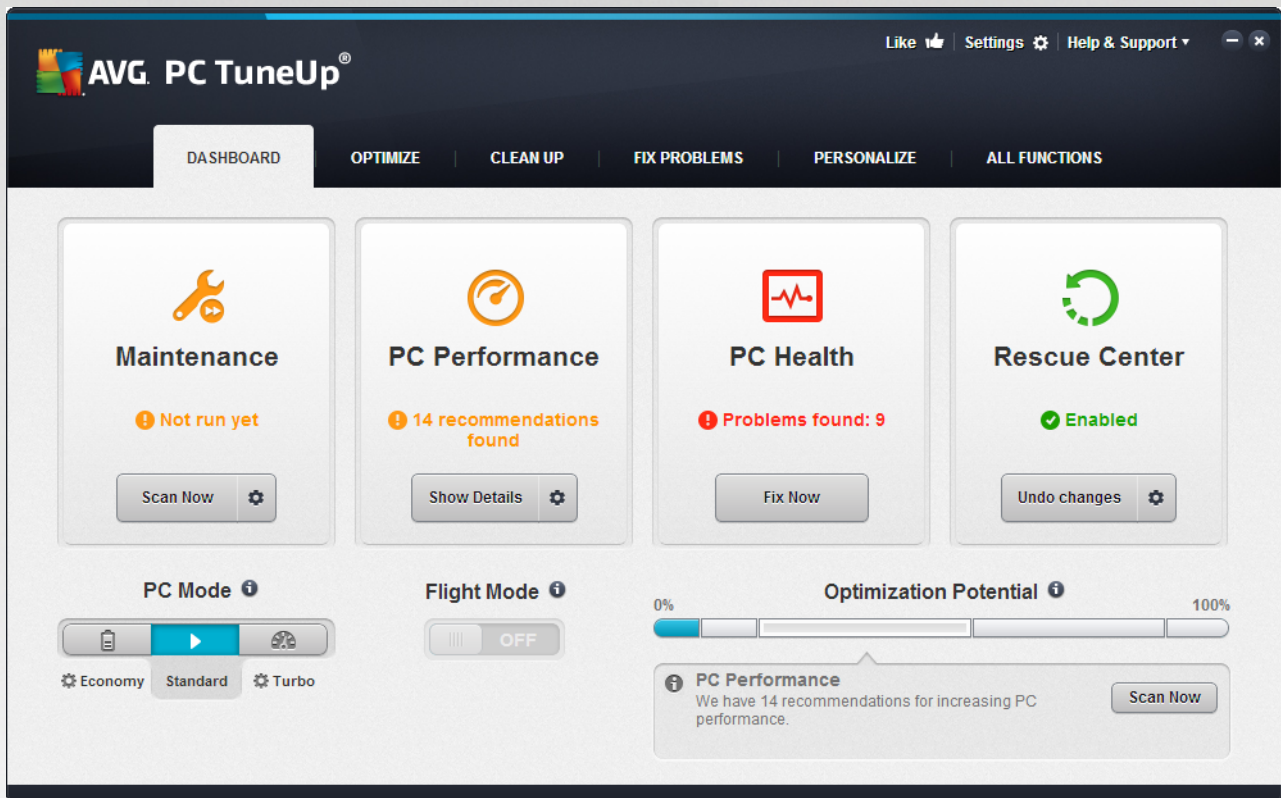 Like Settings Help & Support
AVG. PC TuneUp®
DASHBOARD OPTIMIZE CLEAN UP FIX PROBLEMS PERSONALIZE ALL FUNCTIONS
Maintenance
Not run yet
Scan Now
PC Performance
14 recommendations
found
Show Details
PC Health
Problems found: 9
Fix Now
Rescue Center
Enabled
Undo changes
PC Mode
Economy Standard Turbo
Flight Mode
OFF
Optimization Potential
0% 100%
PC Performance
We have 14 recommendations for increasing PC
performance.
Scan Now